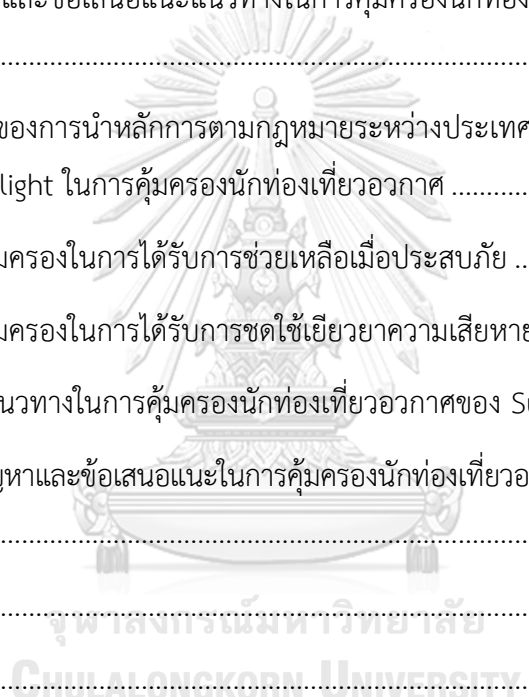 และข้อเสนอแนะแนวทางในการคุ้มครองนักท่อง
........................................................................
ของการนำหลักการตามกฎหมายระหว่างประเทศ
light ในการคุ้มครองนักท่องเที่ยวอวกาศ ............
มครองในการได้รับการช่วยเหลือเมื่อประสบภัย ..
มครองในการได้รับการชดใช้เยียวยาความเสียหาย
นวทางในการคุ้มครองนักท่องเที่ยวอวกาศของ
ญหาและข้อเสนอแนะในการคุ้มครองนักท่องเที่ยวอ
........................................................................
........................................................................
จุฬาลงกรณ์มหาวิทยาลัย
........................................................................
CHULALONGKORN UNIVERSITY